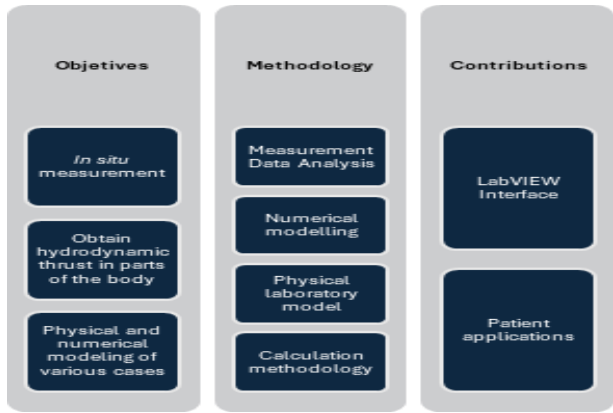 Objetives
In situ
measurement
Obtain
hydrodynamic
thrust in parts
of the body
Physical and
numerical
modeling of
various cases
Methodology
Measurement
Data Analysis
Numerical
modelling
Physical
laboratory
model
Calculation
methodology
Contributions
LabVIEW
Interface
Patient
applications